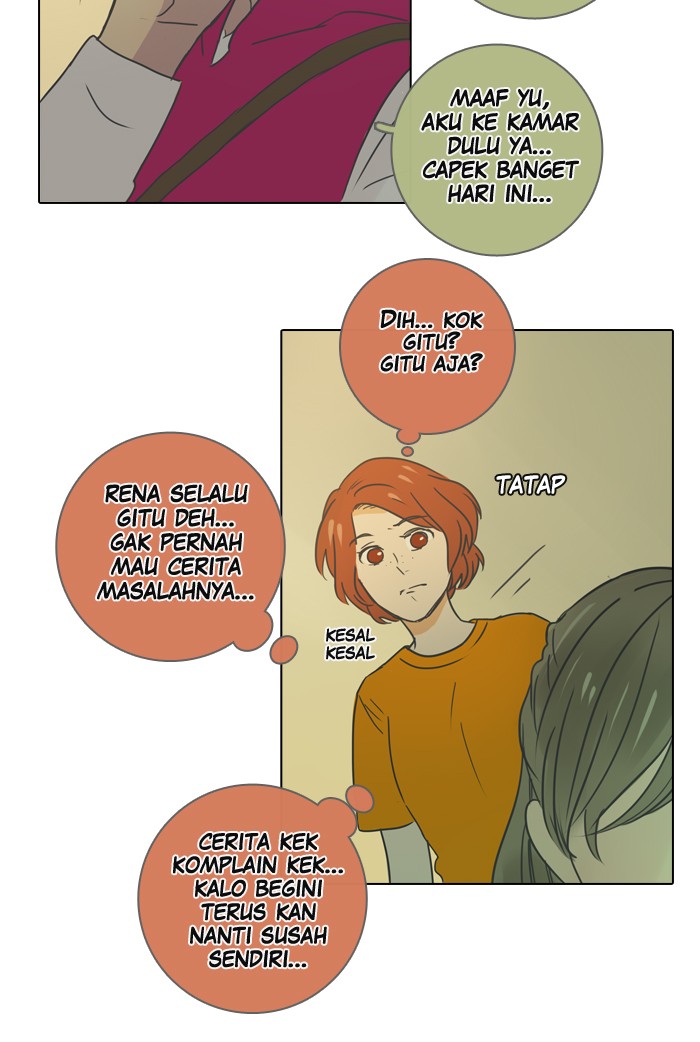 MAAF YU,
AKU KE KAMAR
DULU YA...
CAPEK BANGET
HARI INI...
DIH... KOK
GITU?
GITU AJA?
TATAP
RENA SELALU
GITU DEH...
GAK PERNAH
MAU CERITA
MASALAHNYA...
KESAL
KESAL
CERITA KEK
KOMPLAIN KEK...
KALO BEGINI
TERUS KAN
NANTI SUSAH
SENDIRI...